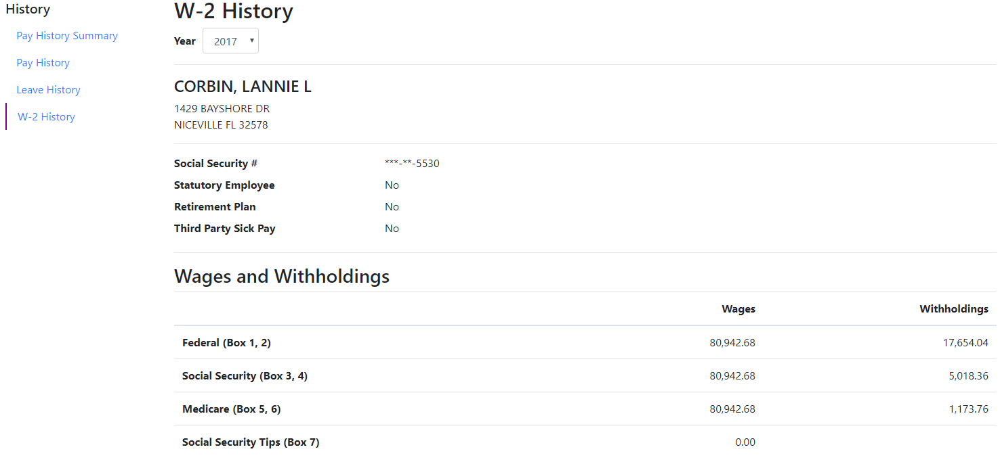 History
Pay History Summary
Pay History
Leave History
W-2 History
W-2 History
Year 2017
CORBIN, LANNIE L
1429 BAYSHORE DR
NICEVILLE FL 32578
Social Security # ***-**-5530
Statutory Employee No
Retirement Plan No
Third Party Sick Pay No
Wages and Withholdings
Wages Withholdings
Federal (Box 1, 2) 80,942.68 17,654.04
Social Security (Box 3, 4) 80,942.68 5,018.36
Medicare (Box 5, 6) 80,942.68 1,173.76
Social Security Tips (Box 7) 0.00